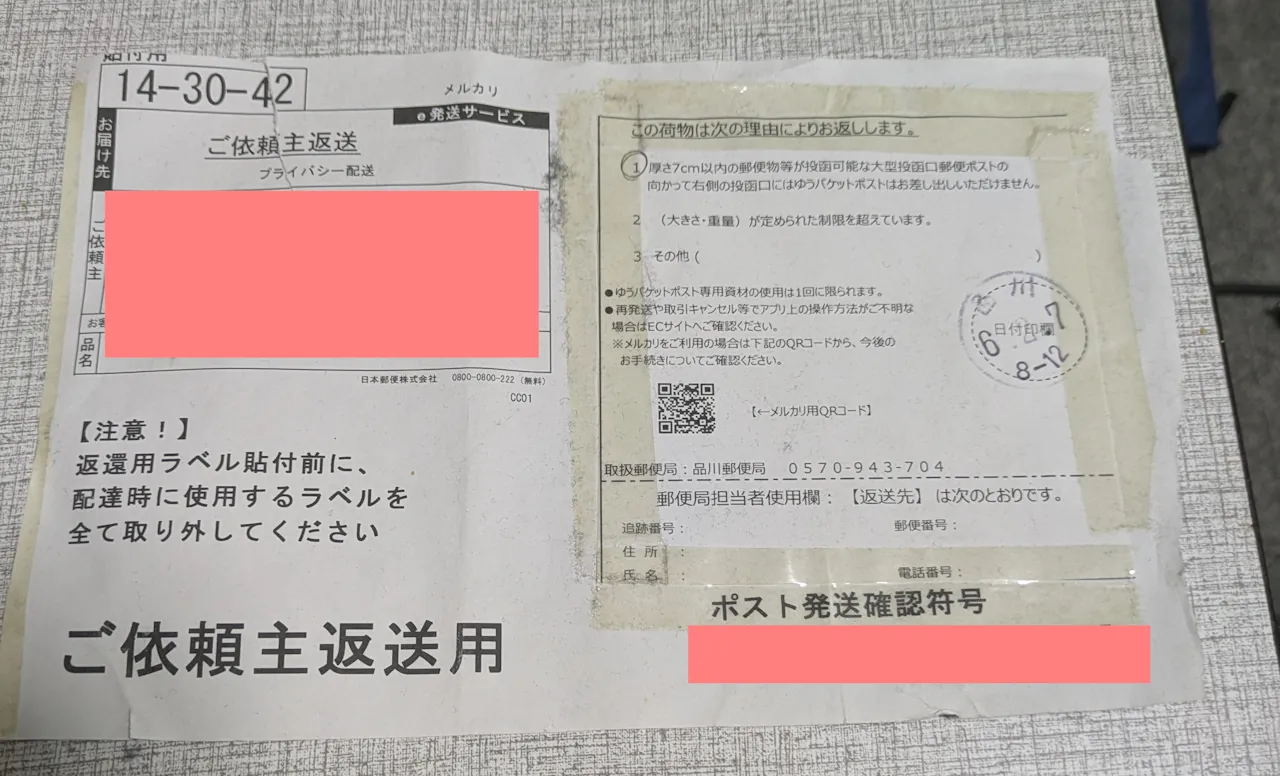 貼付用
14-30-42
メルカリ
e発送サービス
お届け先
ご依頼主返送
プライバシー配送
ご依頼主
お客
品名
日本郵便株式会社 0800-0800-222 (無料)
CC01
【注意！】
返還用ラベル貼付前に、
配達時に使用するラベルを
全て取り外してください
ご依頼主返送用
この荷物は次の理由によりお返しします。
1 厚さ7cm以内の郵便物等が投函可能な大型投函口郵便ポストの
向かって右側の投函口にはゆうパケットポストはお差し出しいただけません。
2 （大きさ・重量）が定められた制限を超えています。
3 その他（ ）
●ゆうパケットポスト専用資材の使用は1回に限られます。
●再発送や取引キャンセル等でアプリ上の操作方法がご不明な
場合はECサイトへご確認ください。
※メルカリをご利用の場合は下記のQRコードから、今後の
お手続きについてご確認ください。
川
日付印欄
6 . 7
8-12
【←メルカリ用QRコード】
取扱郵便局：品川郵便局 0570-943-704
郵便局担当者使用欄：【返送先】は次のとおりです。
追跡番号： 郵便番号：
住所：
氏名： 電話番号：
ポスト発送確認符号